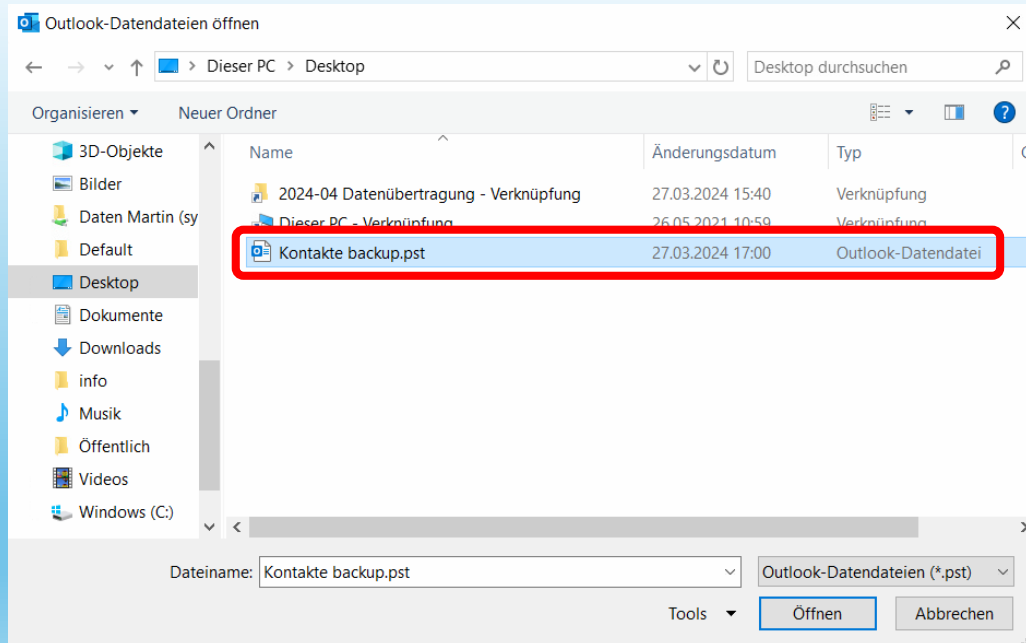 Outlook-Datendateien öffnen
Dieser PC > Desktop
Desktop durchsuchen
Organisieren
Neuer Ordner
Name Änderungsdatum Typ
3D-Objekte
Bilder
Daten Martin (sy
Default
Desktop
Dokumente
Downloads
info
Musik
Öffentlich
Videos
Windows (C:)
2024-04 Datenübertragung - Verknüpfung 27.03.2024 15:40 Verknüpfung
Dieser PC - Verknüpfung 26.05.2021 10:59 Verknüpfung
Kontakte backup.pst 27.03.2024 17:00 Outlook-Datendatei
Dateiname: Kontakte backup.pst Outlook-Datendateien (*.pst)
Tools Öffnen Abbrechen